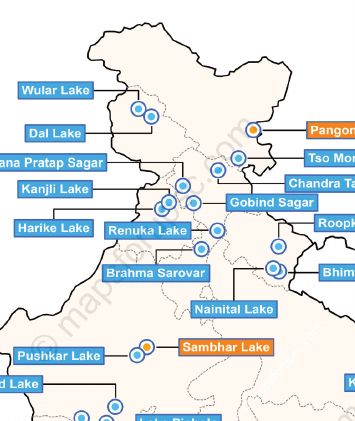 Wular Lake
Dal Lake
Pangon
ana Pratap Sagar
Tso Mor
Kanjli Lake
Chandra Ta
Gobind Sagar
Harike Lake
Renuka Lake
Roopk
Brahma Sarovar
Bhim
Nainital Lake
Sambhar Lake
Pushkar Lake
d Lake
K